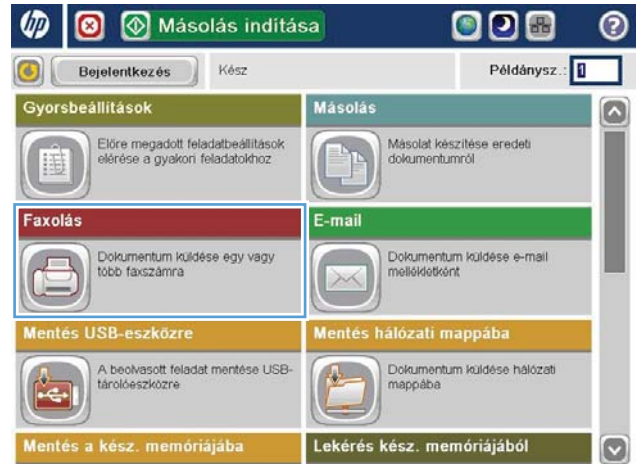 hp
Másolás indítása
?
Bejelentkezés
Kész
Példánysz.: 1
Gyorsbeállítások
Előre megadott feladatbeállítások
elérése a gyakori feladatokhoz
Másolás
Másolat készítése eredeti
dokumentumról
Faxolás
Dokumentum küldése egy vagy
több faxszámra
E-mail
Dokumentum küldése e-mail
mellékletként
Mentés USB-eszközre
A beolvasott feladat mentése USB-
tárolóeszközre
Mentés hálózati mappába
Dokumentum küldése hálózati
mappába
Mentés a kész. memóriájába
Lekérés kész. memóriájából